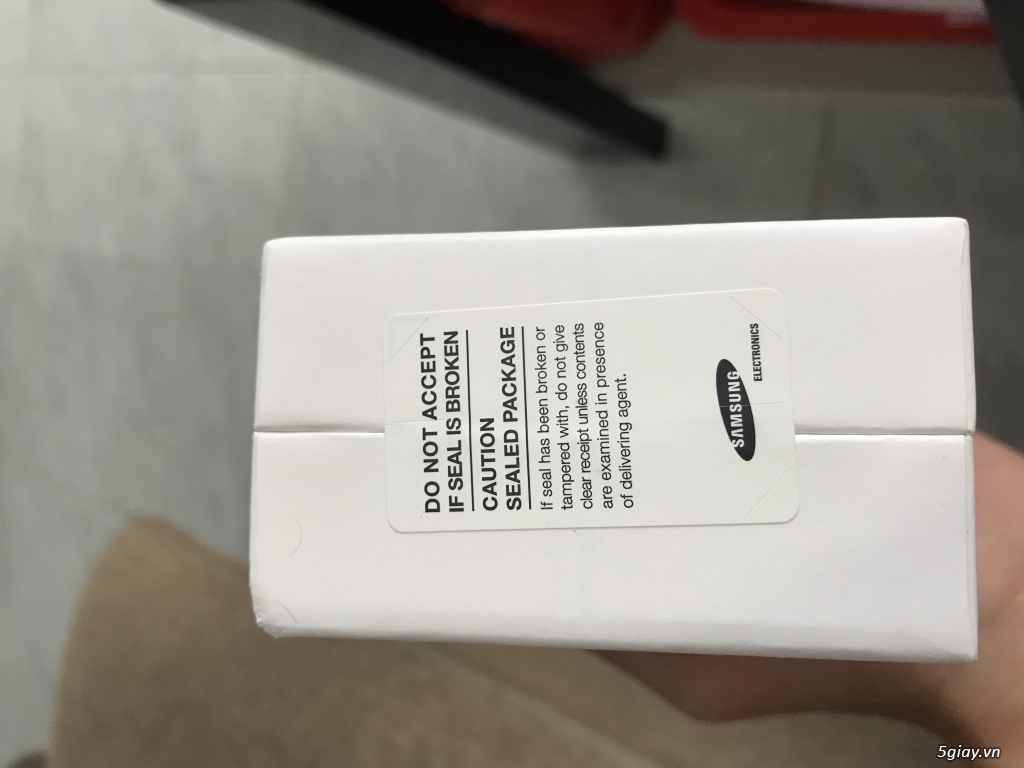 DO NOT ACCEPT
IF SEAL IS BROKEN
CAUTION
SEALED PACKAGE
If seal has been broken or
tampered with, do not give
clear receipt unless contents
are examined in presence
of delivering agent.
SAMSUNG
ELECTRONICS
5giay.vn